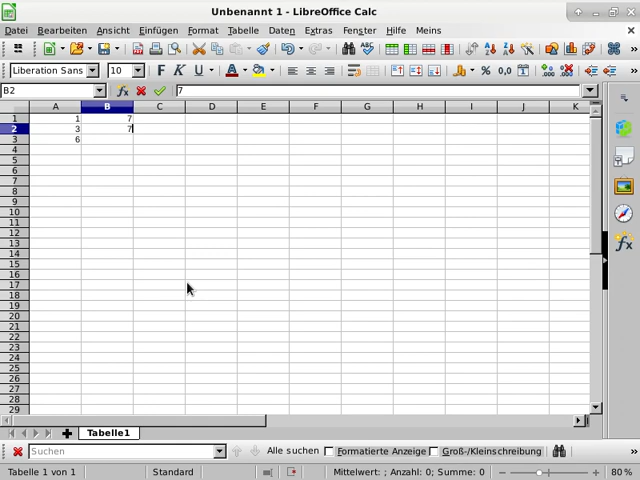 Unbenannt 1 - LibreOffice Calc
Datei Bearbeiten Ansicht Einfügen Format Tabelle Daten Extras Fenster Hilfe Meins
Liberation Sans 10 F K U A % 0,0
B2 7
A B C D E F G H I J K
1 1 7
2 3 7
3 6
4
5
6
7
8
9
10
11
12
13
14
15
16
17
18
19
20
21
22
23
24
25
26
27
28
29
Tabelle1
Suchen Alle suchen Formatierte Anzeige Groß-/Kleinschreibung
Tabelle 1 von 1 Standard Mittelwert: ; Anzahl: 0; Summe: 0 80 %